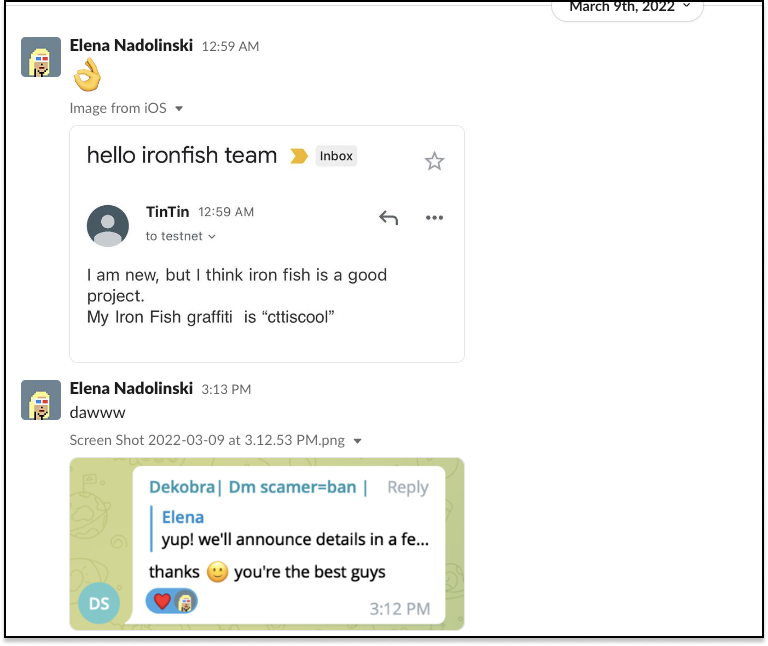 March 9th, 2022
Elena Nadolinski 12:59 AM
Image from iOS
hello ironfish team Inbox
TinTin 12:59 AM
to testnet
I am new, but I think iron fish is a good
project.
My Iron Fish graffiti is “cttiscool”
Elena Nadolinski 3:13 PM
dawww
Screen Shot 2022-03-09 at 3.12.53 PM.png
Dekobra| Dm scamer=ban | Reply
Elena
yup! we'll announce details in a fe...
thanks 🙂 you're the best guys
DS
3:12 PM